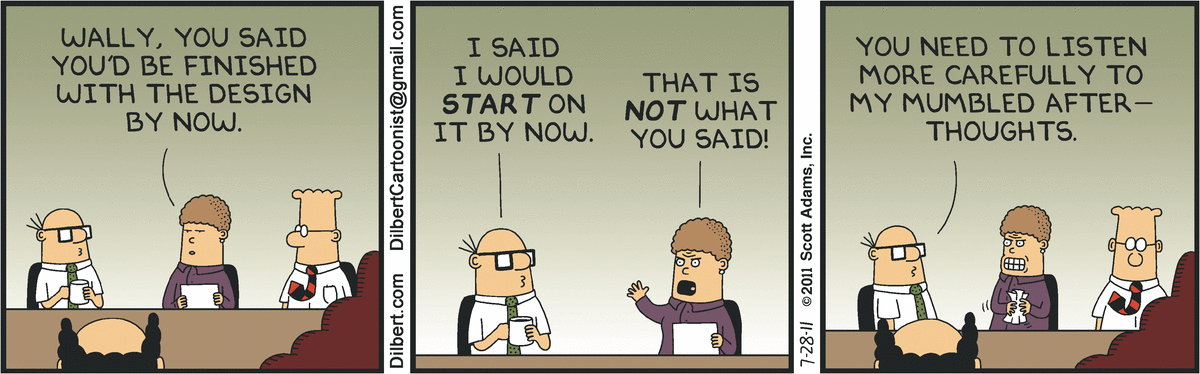 WALLY, YOU SAID
YOU'D BE FINISHED
WITH THE DESIGN
BY NOW.
Dilbert.com DilbertCartoonist@gmail.com
I SAID
I WOULD
START ON
IT BY NOW.
THAT IS
NOT WHAT
YOU SAID!
7-28-11 ©2011 Scott Adams, Inc.
YOU NEED TO LISTEN
MORE CAREFULLY TO
MY MUMBLED AFTER—
THOUGHTS.